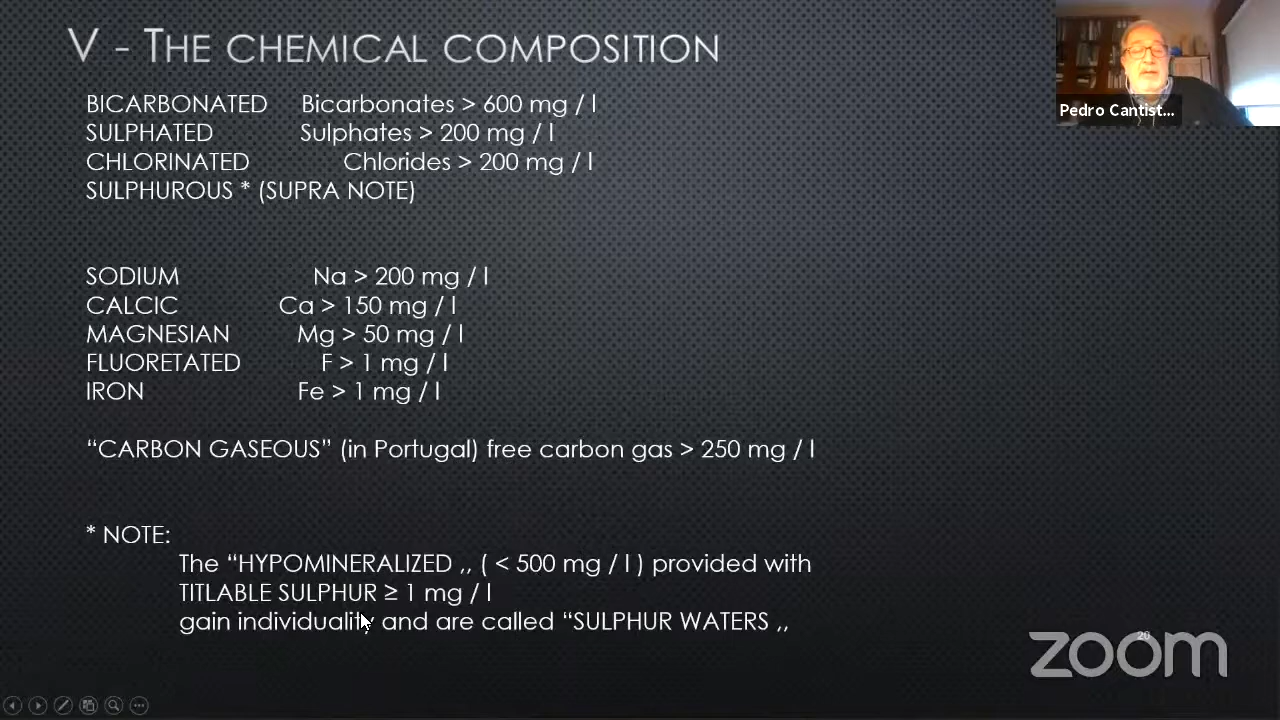 V - THE CHEMICAL COMPOSITION
BICARBONATED Bicarbonates > 600 mg / l
SULPHATED Sulphates > 200 mg / l
CHLORINATED Chlorides > 200 mg / l
SULPHUROUS * (SUPRA NOTE)
SODIUM Na > 200 mg / l
CALCIC Ca > 150 mg / l
MAGNESIAN Mg > 50 mg / l
FLUORETATED F > 1 mg / l
IRON Fe > 1 mg / l
“CARBON GASEOUS” (in Portugal) free carbon gas > 250 mg / l
* NOTE:
The “HYPOMINERALIZED ,, ( < 500 mg / l ) provided with
TITLABLE SULPHUR ≥ 1 mg / l
gain individuality and are called “SULPHUR WATERS ,,
Pedro Cantist...
20
zoom